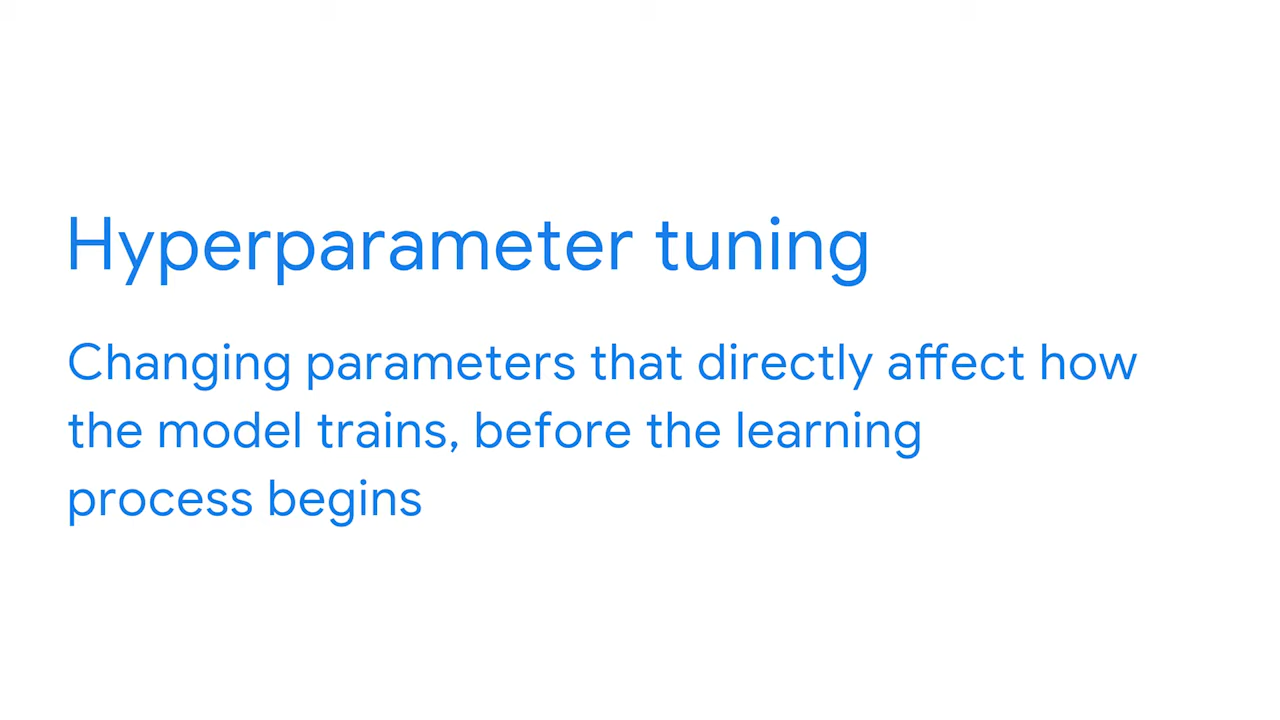 Hyperparameter tuning
Changing parameters that directly affect how
the model trains, before the learning
process begins